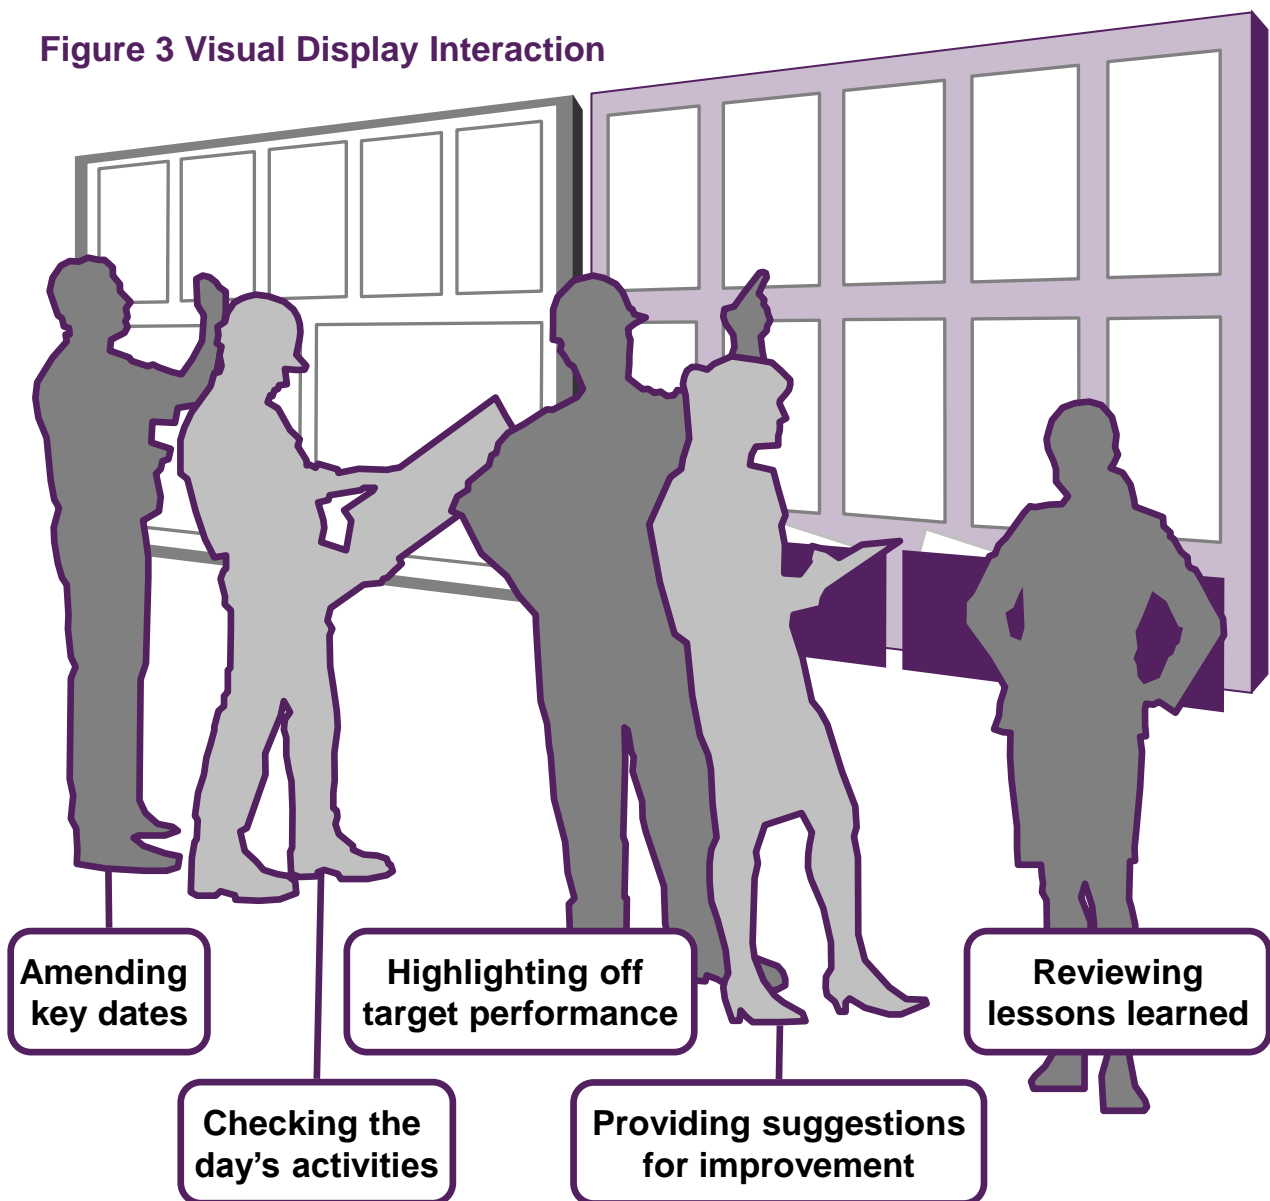 Figure 3 Visual Display Interaction
Amending
key dates
Highlighting off
target performance
Reviewing
lessons learned
Checking the
day's activities
Providing suggestions
for improvement